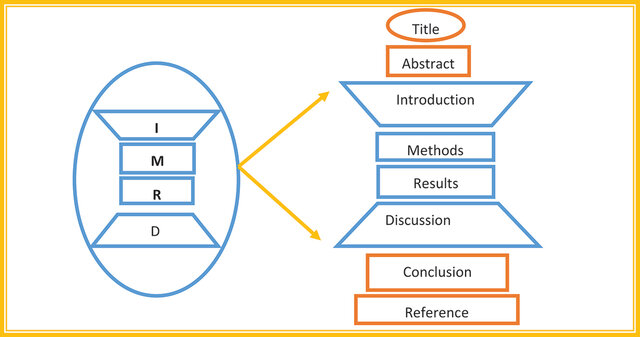 I
M
R
D
Title
Abstract
Introduction
Methods
Results
Discussion
Conclusion
Reference